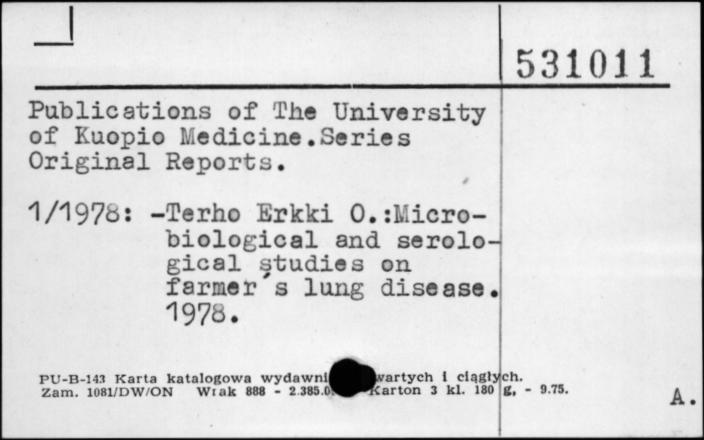 531011
Publications of The University
of Kuopio Medicine.Series
Original Reports.
1/1978: -Terho Erkki O.:Micro-
biological and serolo-
gical studies on
farmer's lung disease.
1978.
PU-B-143 Karta katalogowa wydawni wartych i ciągłych.
Zam. 1081/DW/ON Wrak 888 - 2.385.0 Karton 3 kl. 180 g, - 9.75.
A.